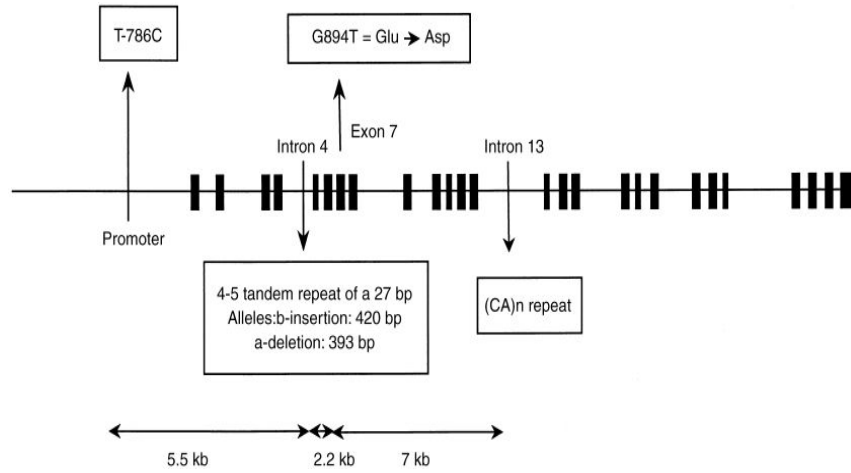 T-786C
G894T = Glu → Asp
Exon 7
Intron 4
Intron 13
Promoter
4-5 tandem repeat of a 27 bp
Alleles:b-insertion: 420 bp
a-deletion: 393 bp
(CA)n repeat
5.5 kb
2.2 kb
7 kb